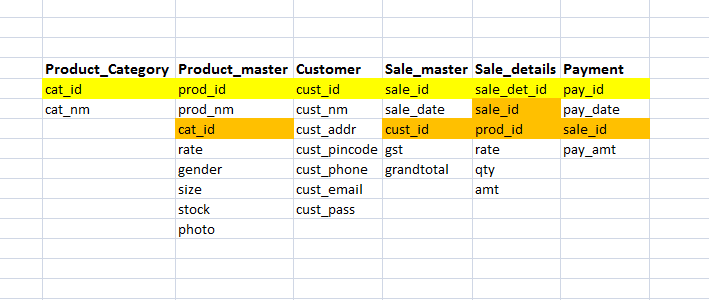 Product_Category Product_master Customer Sale_master Sale_details Payment
cat_id prod_id cust_id sale_id sale_det_id pay_id
cat_nm prod_nm cust_nm sale_date sale_id pay_date
cat_id cust_addr cust_id prod_id sale_id
rate cust_pincode gst rate pay_amt
gender cust_phone grandtotal qty
size cust_email amt
stock cust_pass
photo